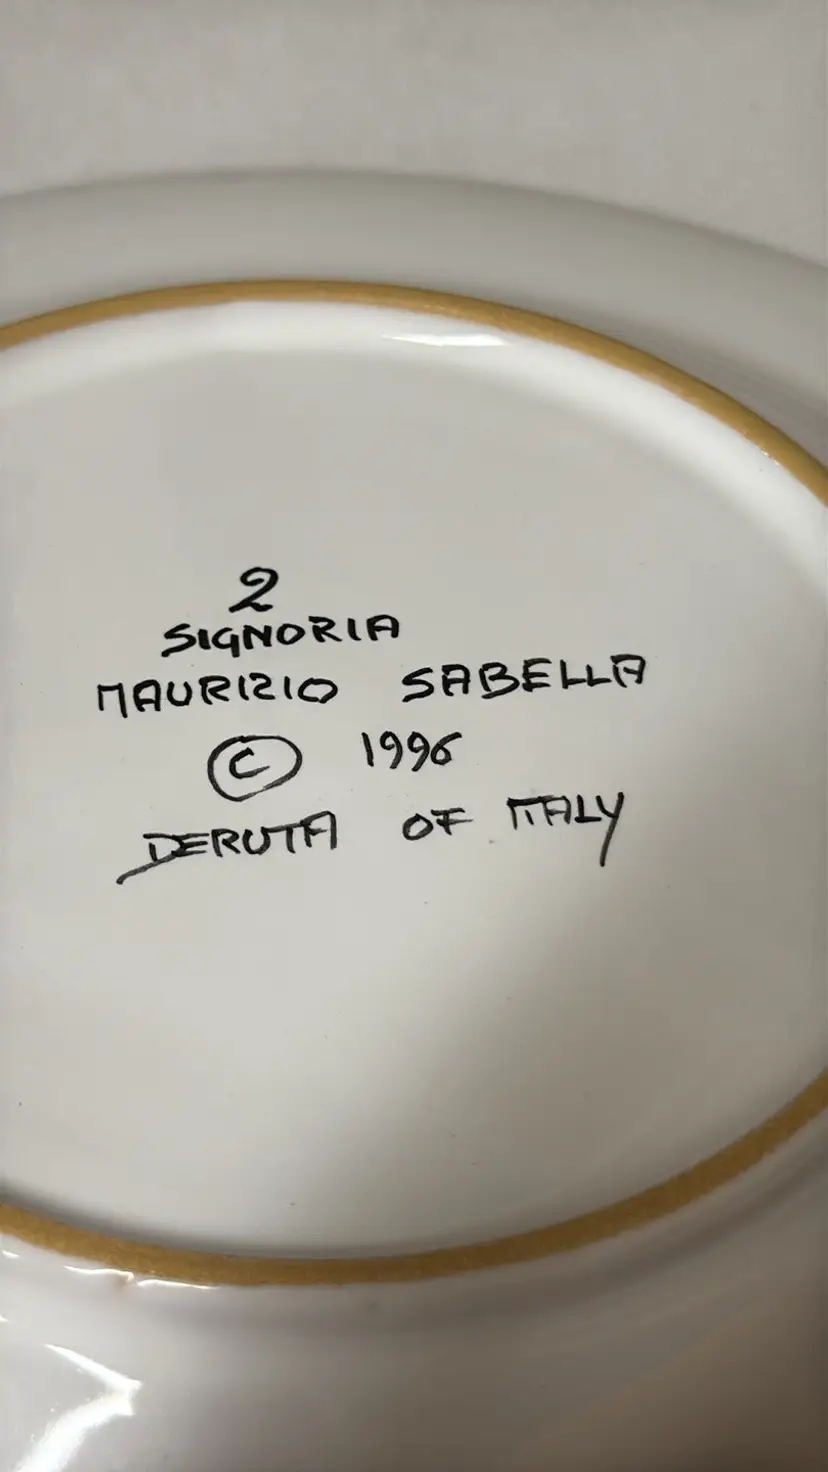 2
SIGNORIA
MAURIZIO SABELLA
© 1996
DERUTA OF ITALY